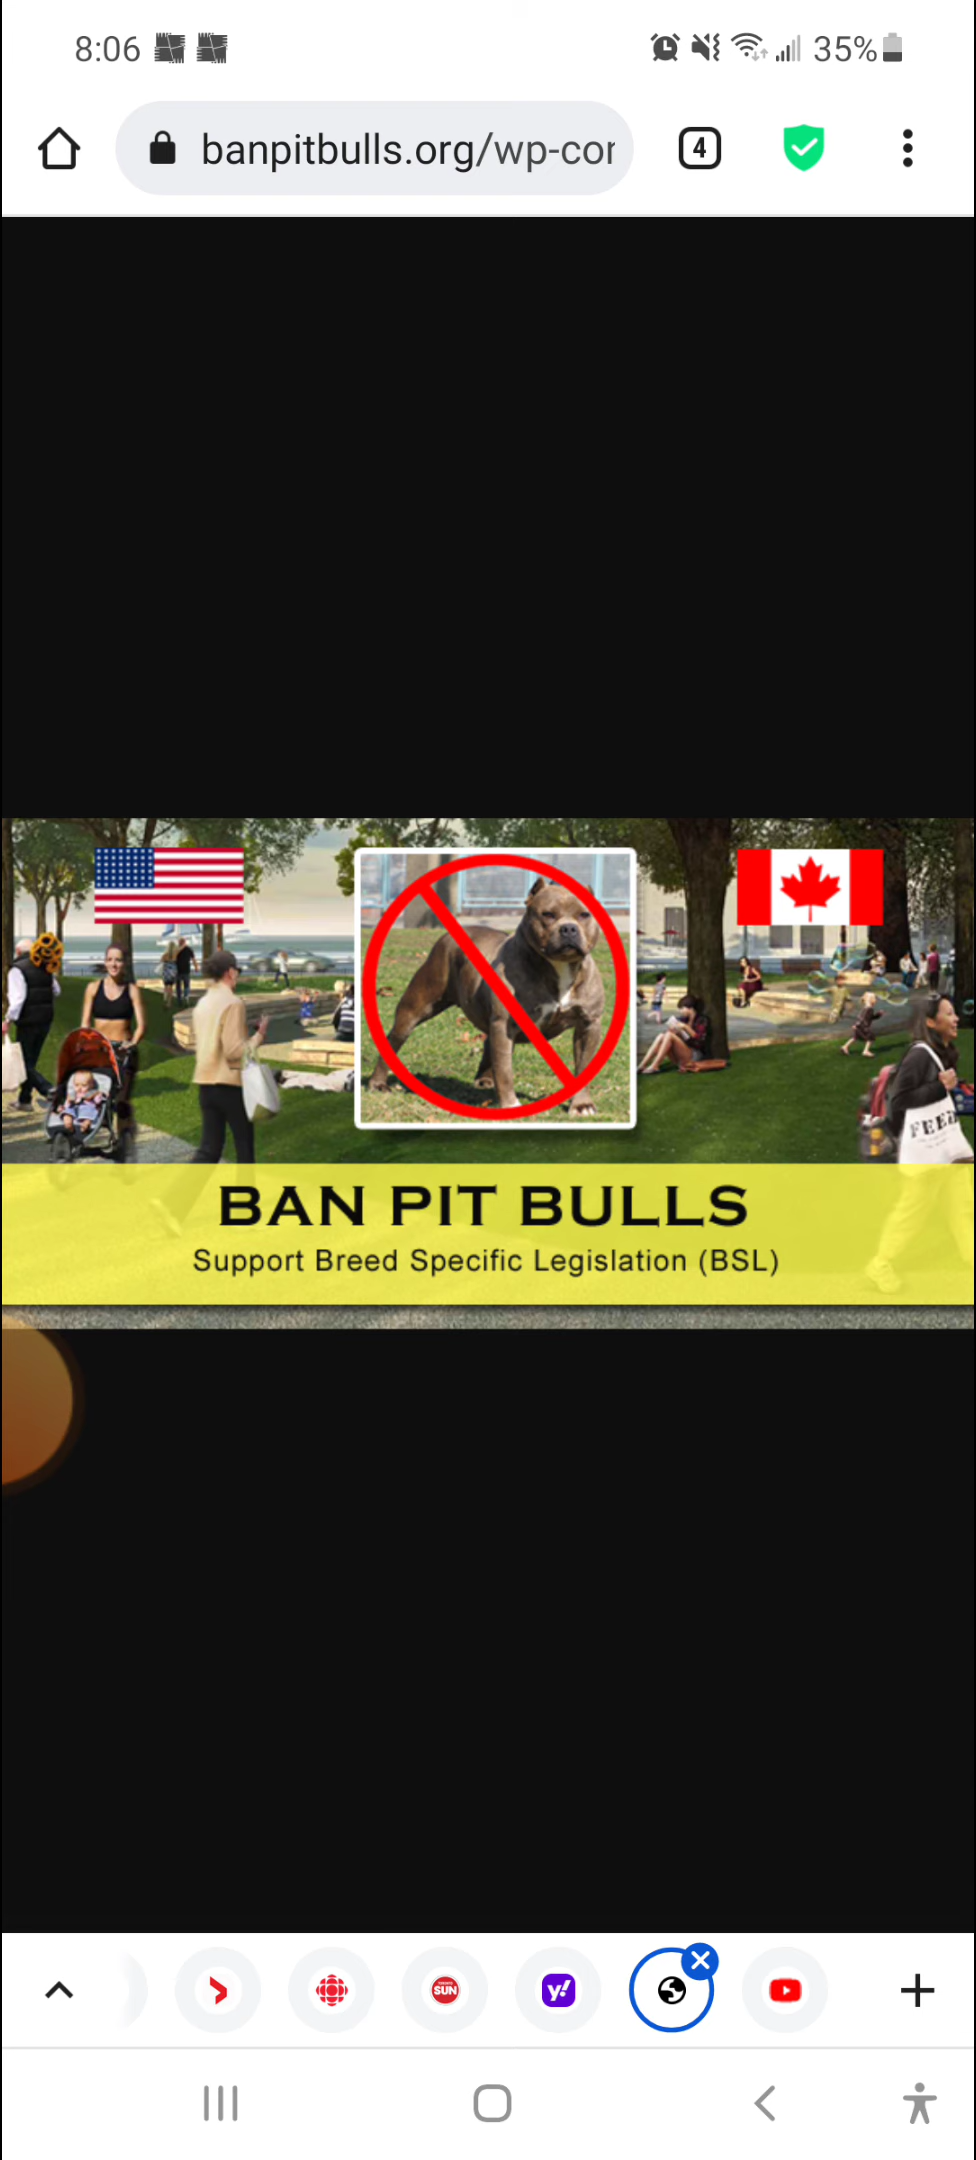 8:06
35%
banpitbulls.org/wp-cor
4
FEED
BAN PIT BULLS
Support Breed Specific Legislation (BSL)
SUN
y!